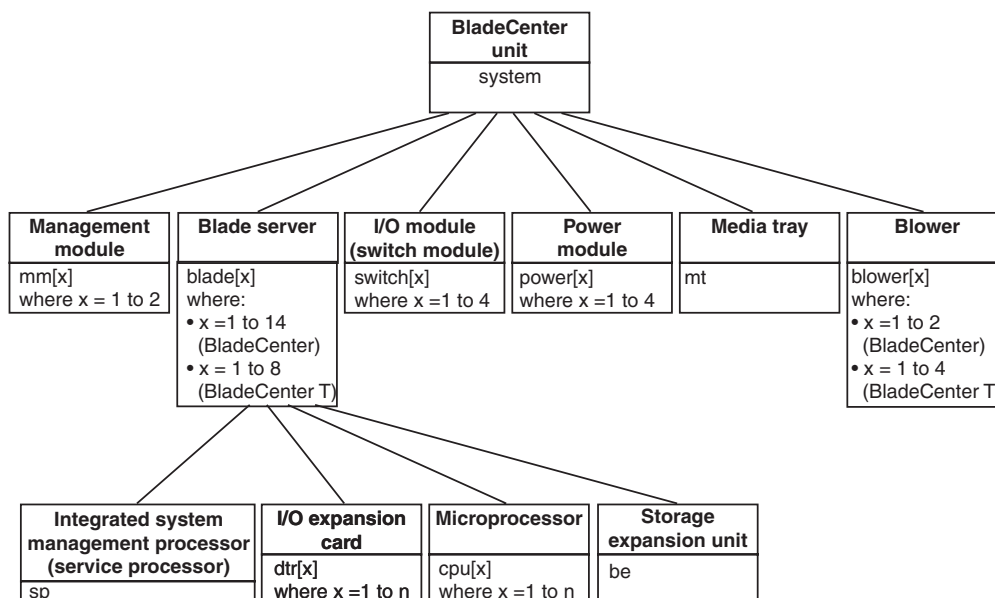 BladeCenter
unit
system
Management
module
mm[x]
where x = 1 to 2
Blade server
blade[x]
where:
• x =1 to 14
(BladeCenter)
• x = 1 to 8
(BladeCenter T)
I/O module
(switch module)
switch[x]
where x =1 to 4
Power
module
power[x]
where x =1 to 4
Media tray
mt
Blower
blower[x]
where:
• x =1 to 2
(BladeCenter)
• x = 1 to 4
(BladeCenter T
Integrated system
management processor
(service processor)
sp
I/O expansion
card
dtr[x]
where x =1 to n
Microprocessor
cpu[x]
where x =1 to n
Storage
expansion unit
be